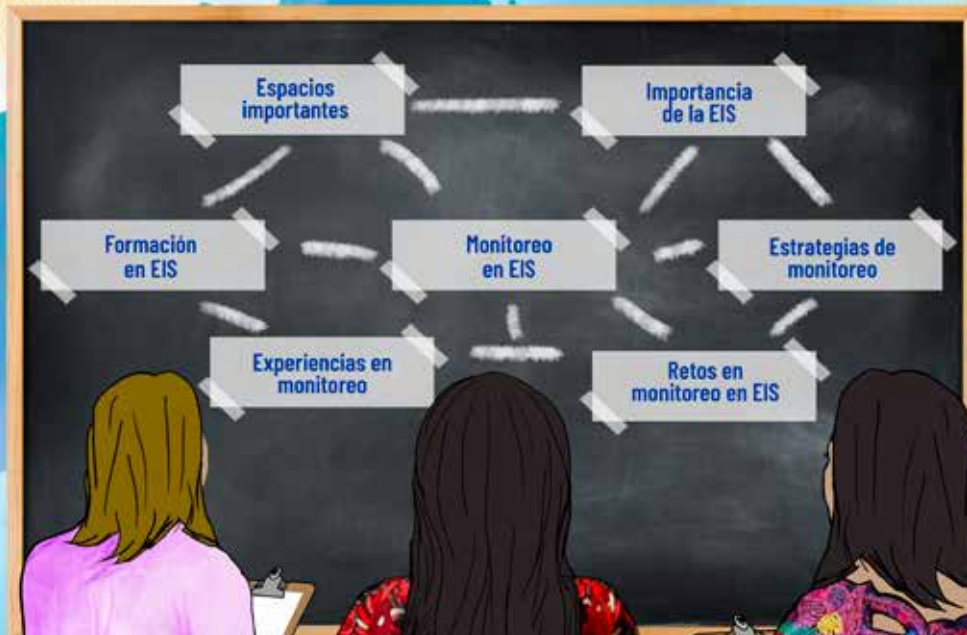 Espacios
importantes
Importancia
de la EIS
Formación
en EIS
Monitoreo
en EIS
Estrategias de
monitoreo
Experiencias en
monitoreo
Retos en
monitoreo en EIS